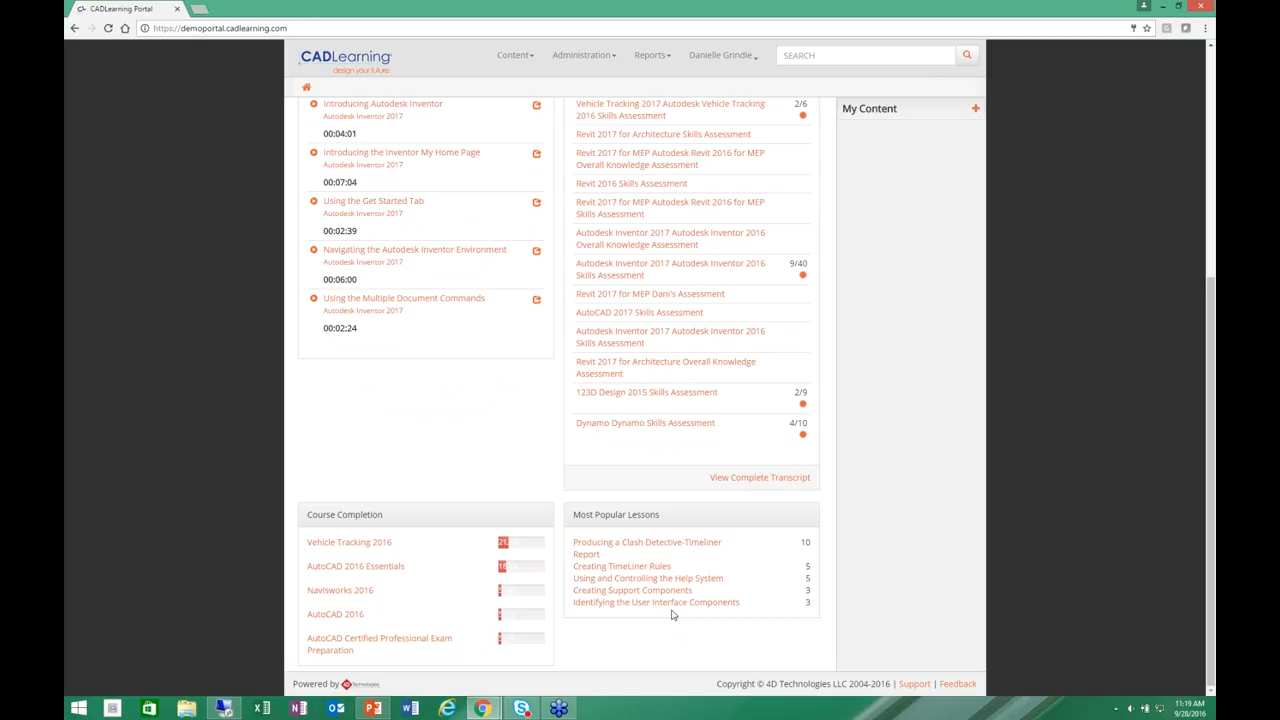 CADLearning Portal
https://demoportal.cadlearning.com
CADLearning
design your future
Content
Administration
Reports
Danielle Grindle
SEARCH
Introducing Autodesk Inventor
Autodesk Inventor 2017
00:04:01
Introducing the Inventor My Home Page
Autodesk Inventor 2017
00:07:04
Using the Get Started Tab
Autodesk Inventor 2017
00:02:39
Navigating the Autodesk Inventor Environment
Autodesk Inventor 2017
00:06:00
Using the Multiple Document Commands
Autodesk Inventor 2017
00:02:24
Vehicle Tracking 2017 Autodesk Vehicle Tracking 2/6
2016 Skills Assessment
Revit 2017 for Architecture Skills Assessment
Revit 2017 for MEP Autodesk Revit 2016 for MEP
Overall Knowledge Assessment
Revit 2016 Skills Assessment
Revit 2017 for MEP Autodesk Revit 2016 for MEP
Skills Assessment
Autodesk Inventor 2017 Autodesk Inventor 2016
Overall Knowledge Assessment
Autodesk Inventor 2017 Autodesk Inventor 2016 9/40
Skills Assessment
Revit 2017 for MEP Dani's Assessment
AutoCAD 2017 Skills Assessment
Autodesk Inventor 2017 Autodesk Inventor 2016
Skills Assessment
Revit 2017 for Architecture Overall Knowledge
Assessment
123D Design 2015 Skills Assessment 2/9
Dynamo Dynamo Skills Assessment 4/10
View Complete Transcript
My Content
Course Completion
Vehicle Tracking 2016 21.
AutoCAD 2016 Essentials 16
Navisworks 2016
AutoCAD 2016
AutoCAD Certified Professional Exam
Preparation
Most Popular Lessons
Producing a Clash Detective-Timeliner 10
Report
Creating TimeLiner Rules 5
Using and Controlling the Help System 5
Creating Support Components 3
Identifying the User Interface Components 3
Powered by 4D Technologies
Copyright © 4D Technologies LLC 2004-2016 | Support | Feedback
11:19 AM
9/28/2016